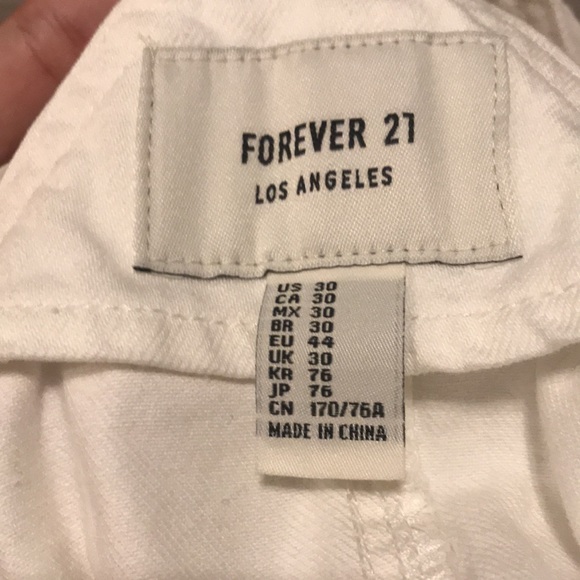 FOREVER 21
LOS ANGELES
US 30
CA 30
MX 30
BR 30
EU 44
UK 30
KR 76
JP 76
CN 170/76A
MADE IN CHINA